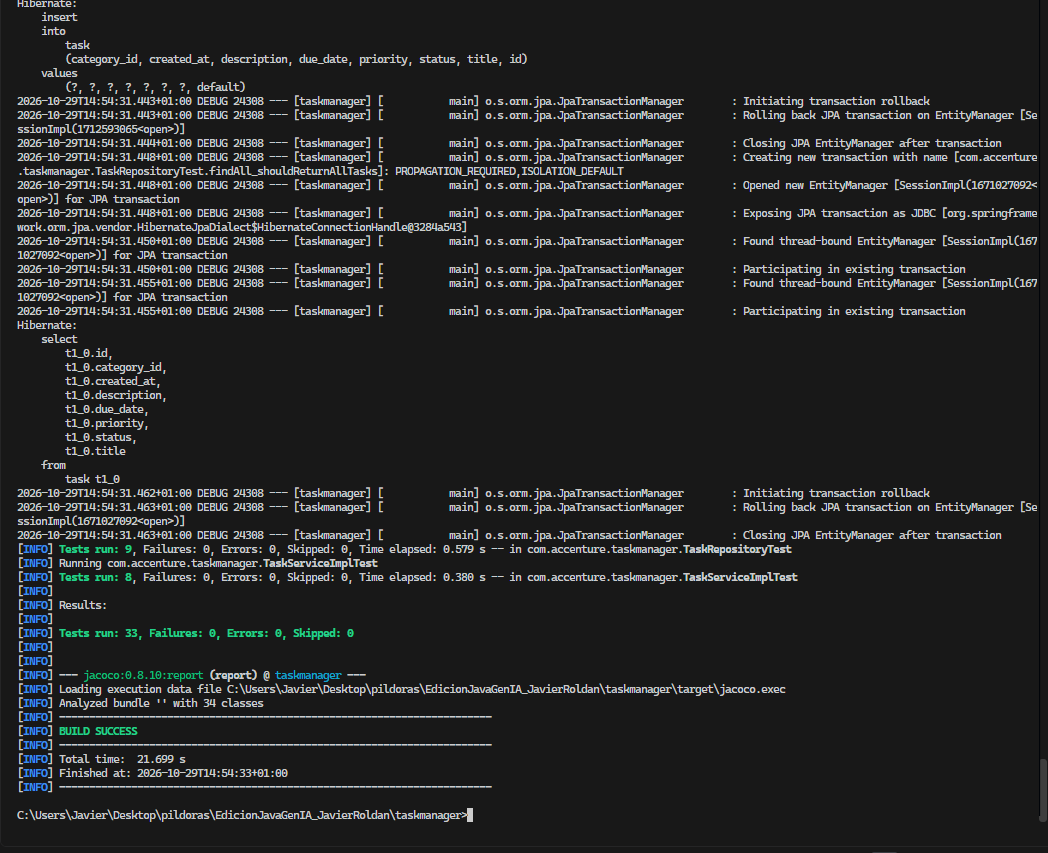 Hibernate:
    insert
    into
        task
        (category_id, created_at, description, due_date, priority, status, title, id)
    values
        (?, ?, ?, ?, ?, ?, ?, default)
2026-10-29T14:54:31.443+01:00 DEBUG 24308 --- [taskmanager] [           main] o.s.orm.jpa.JpaTransactionManager        : Initiating transaction rollback
2026-10-29T14:54:31.443+01:00 DEBUG 24308 --- [taskmanager] [           main] o.s.orm.jpa.JpaTransactionManager        : Rolling back JPA transaction on EntityManager [Se
ssionImpl(1712593065<open>)]
2026-10-29T14:54:31.444+01:00 DEBUG 24308 --- [taskmanager] [           main] o.s.orm.jpa.JpaTransactionManager        : Closing JPA EntityManager after transaction
2026-10-29T14:54:31.448+01:00 DEBUG 24308 --- [taskmanager] [           main] o.s.orm.jpa.JpaTransactionManager        : Creating new transaction with name [com.accenture
.taskmanager.TaskRepositoryTest.findAll_shouldReturnAllTasks]: PROPAGATION_REQUIRED,ISOLATION_DEFAULT
2026-10-29T14:54:31.448+01:00 DEBUG 24308 --- [taskmanager] [           main] o.s.orm.jpa.JpaTransactionManager        : Opened new EntityManager [SessionImpl(1671027092<
open>)] for JPA transaction
2026-10-29T14:54:31.448+01:00 DEBUG 24308 --- [taskmanager] [           main] o.s.orm.jpa.JpaTransactionManager        : Exposing JPA transaction as JDBC [org.springframe
work.orm.jpa.vendor.HibernateJpaDialect$HibernateConnectionHandle@3284a543]
2026-10-29T14:54:31.450+01:00 DEBUG 24308 --- [taskmanager] [           main] o.s.orm.jpa.JpaTransactionManager        : Found thread-bound EntityManager [SessionImpl(167
1027092<open>)] for JPA transaction
2026-10-29T14:54:31.450+01:00 DEBUG 24308 --- [taskmanager] [           main] o.s.orm.jpa.JpaTransactionManager        : Participating in existing transaction
2026-10-29T14:54:31.455+01:00 DEBUG 24308 --- [taskmanager] [           main] o.s.orm.jpa.JpaTransactionManager        : Found thread-bound EntityManager [SessionImpl(167
1027092<open>)] for JPA transaction
2026-10-29T14:54:31.455+01:00 DEBUG 24308 --- [taskmanager] [           main] o.s.orm.jpa.JpaTransactionManager        : Participating in existing transaction
Hibernate:
    select
        t1_0.id,
        t1_0.category_id,
        t1_0.created_at,
        t1_0.description,
        t1_0.due_date,
        t1_0.priority,
        t1_0.status,
        t1_0.title
    from
        task t1_0
2026-10-29T14:54:31.462+01:00 DEBUG 24308 --- [taskmanager] [           main] o.s.orm.jpa.JpaTransactionManager        : Initiating transaction rollback
2026-10-29T14:54:31.463+01:00 DEBUG 24308 --- [taskmanager] [           main] o.s.orm.jpa.JpaTransactionManager        : Rolling back JPA transaction on EntityManager [Se
ssionImpl(1671027092<open>)]
2026-10-29T14:54:31.463+01:00 DEBUG 24308 --- [taskmanager] [           main] o.s.orm.jpa.JpaTransactionManager        : Closing JPA EntityManager after transaction
[INFO] Tests run: 9, Failures: 0, Errors: 0, Skipped: 0, Time elapsed: 0.579 s -- in com.accenture.taskmanager.TaskRepositoryTest
[INFO] Running com.accenture.taskmanager.TaskServiceImplTest
[INFO] Tests run: 8, Failures: 0, Errors: 0, Skipped: 0, Time elapsed: 0.380 s -- in com.accenture.taskmanager.TaskServiceImplTest
[INFO]
[INFO] Results:
[INFO]
[INFO] Tests run: 33, Failures: 0, Errors: 0, Skipped: 0
[INFO]
[INFO]
[INFO] --- jacoco:0.8.10:report (report) @ taskmanager ---
[INFO] Loading execution data file C:\Users\Javier\Desktop\pildoras\EdicionJavaGenIA_JavierRoldan\taskmanager\target\jacoco.exec
[INFO] Analyzed bundle '' with 34 classes
[INFO] ------------------------------------------------------------------------
[INFO] BUILD SUCCESS
[INFO] ------------------------------------------------------------------------
[INFO] Total time:  21.699 s
[INFO] Finished at: 2026-10-29T14:54:33+01:00
[INFO] ------------------------------------------------------------------------
C:\Users\Javier\Desktop\pildoras\EdicionJavaGenIA_JavierRoldan\taskmanager>